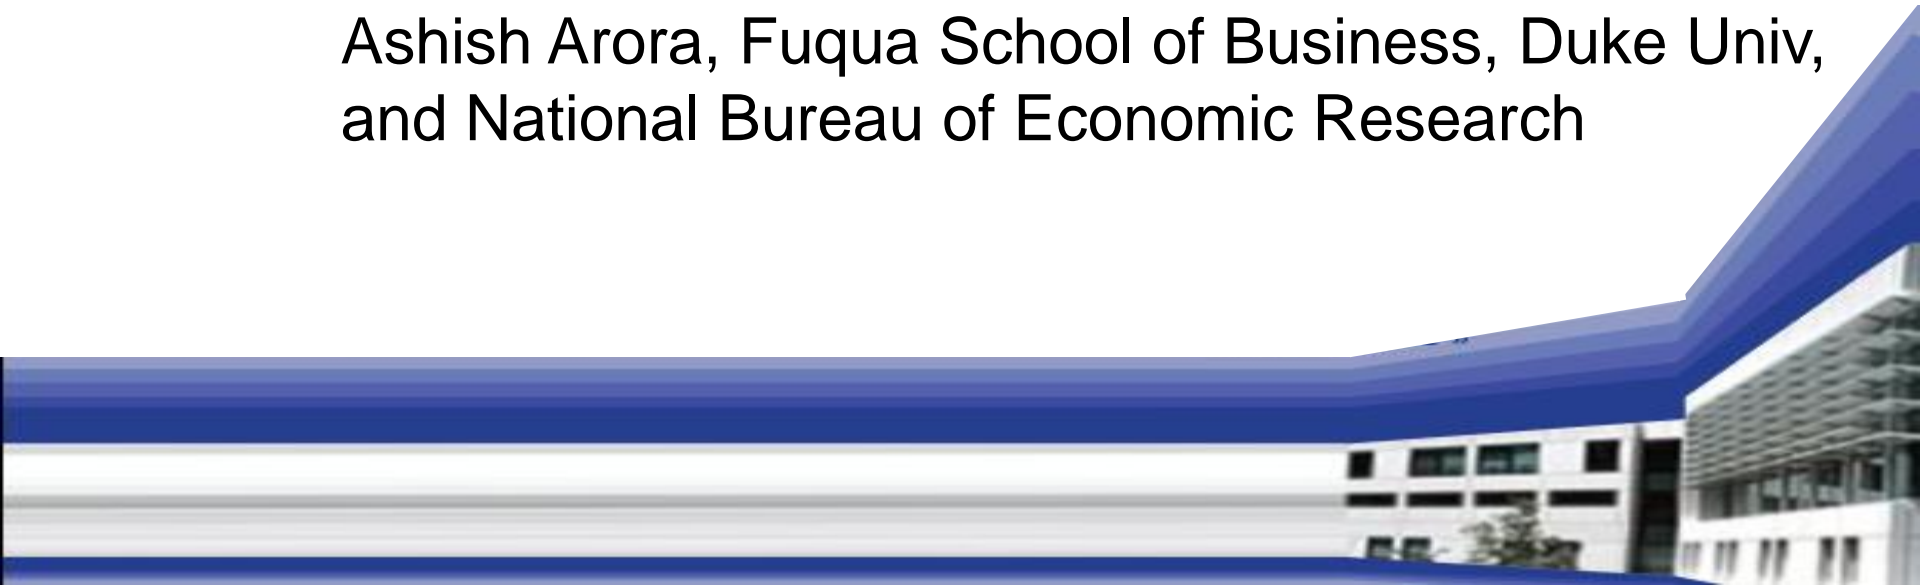 Ashish Arora, Fuqua School of Business, Duke Univ,
and National Bureau of Economic Research